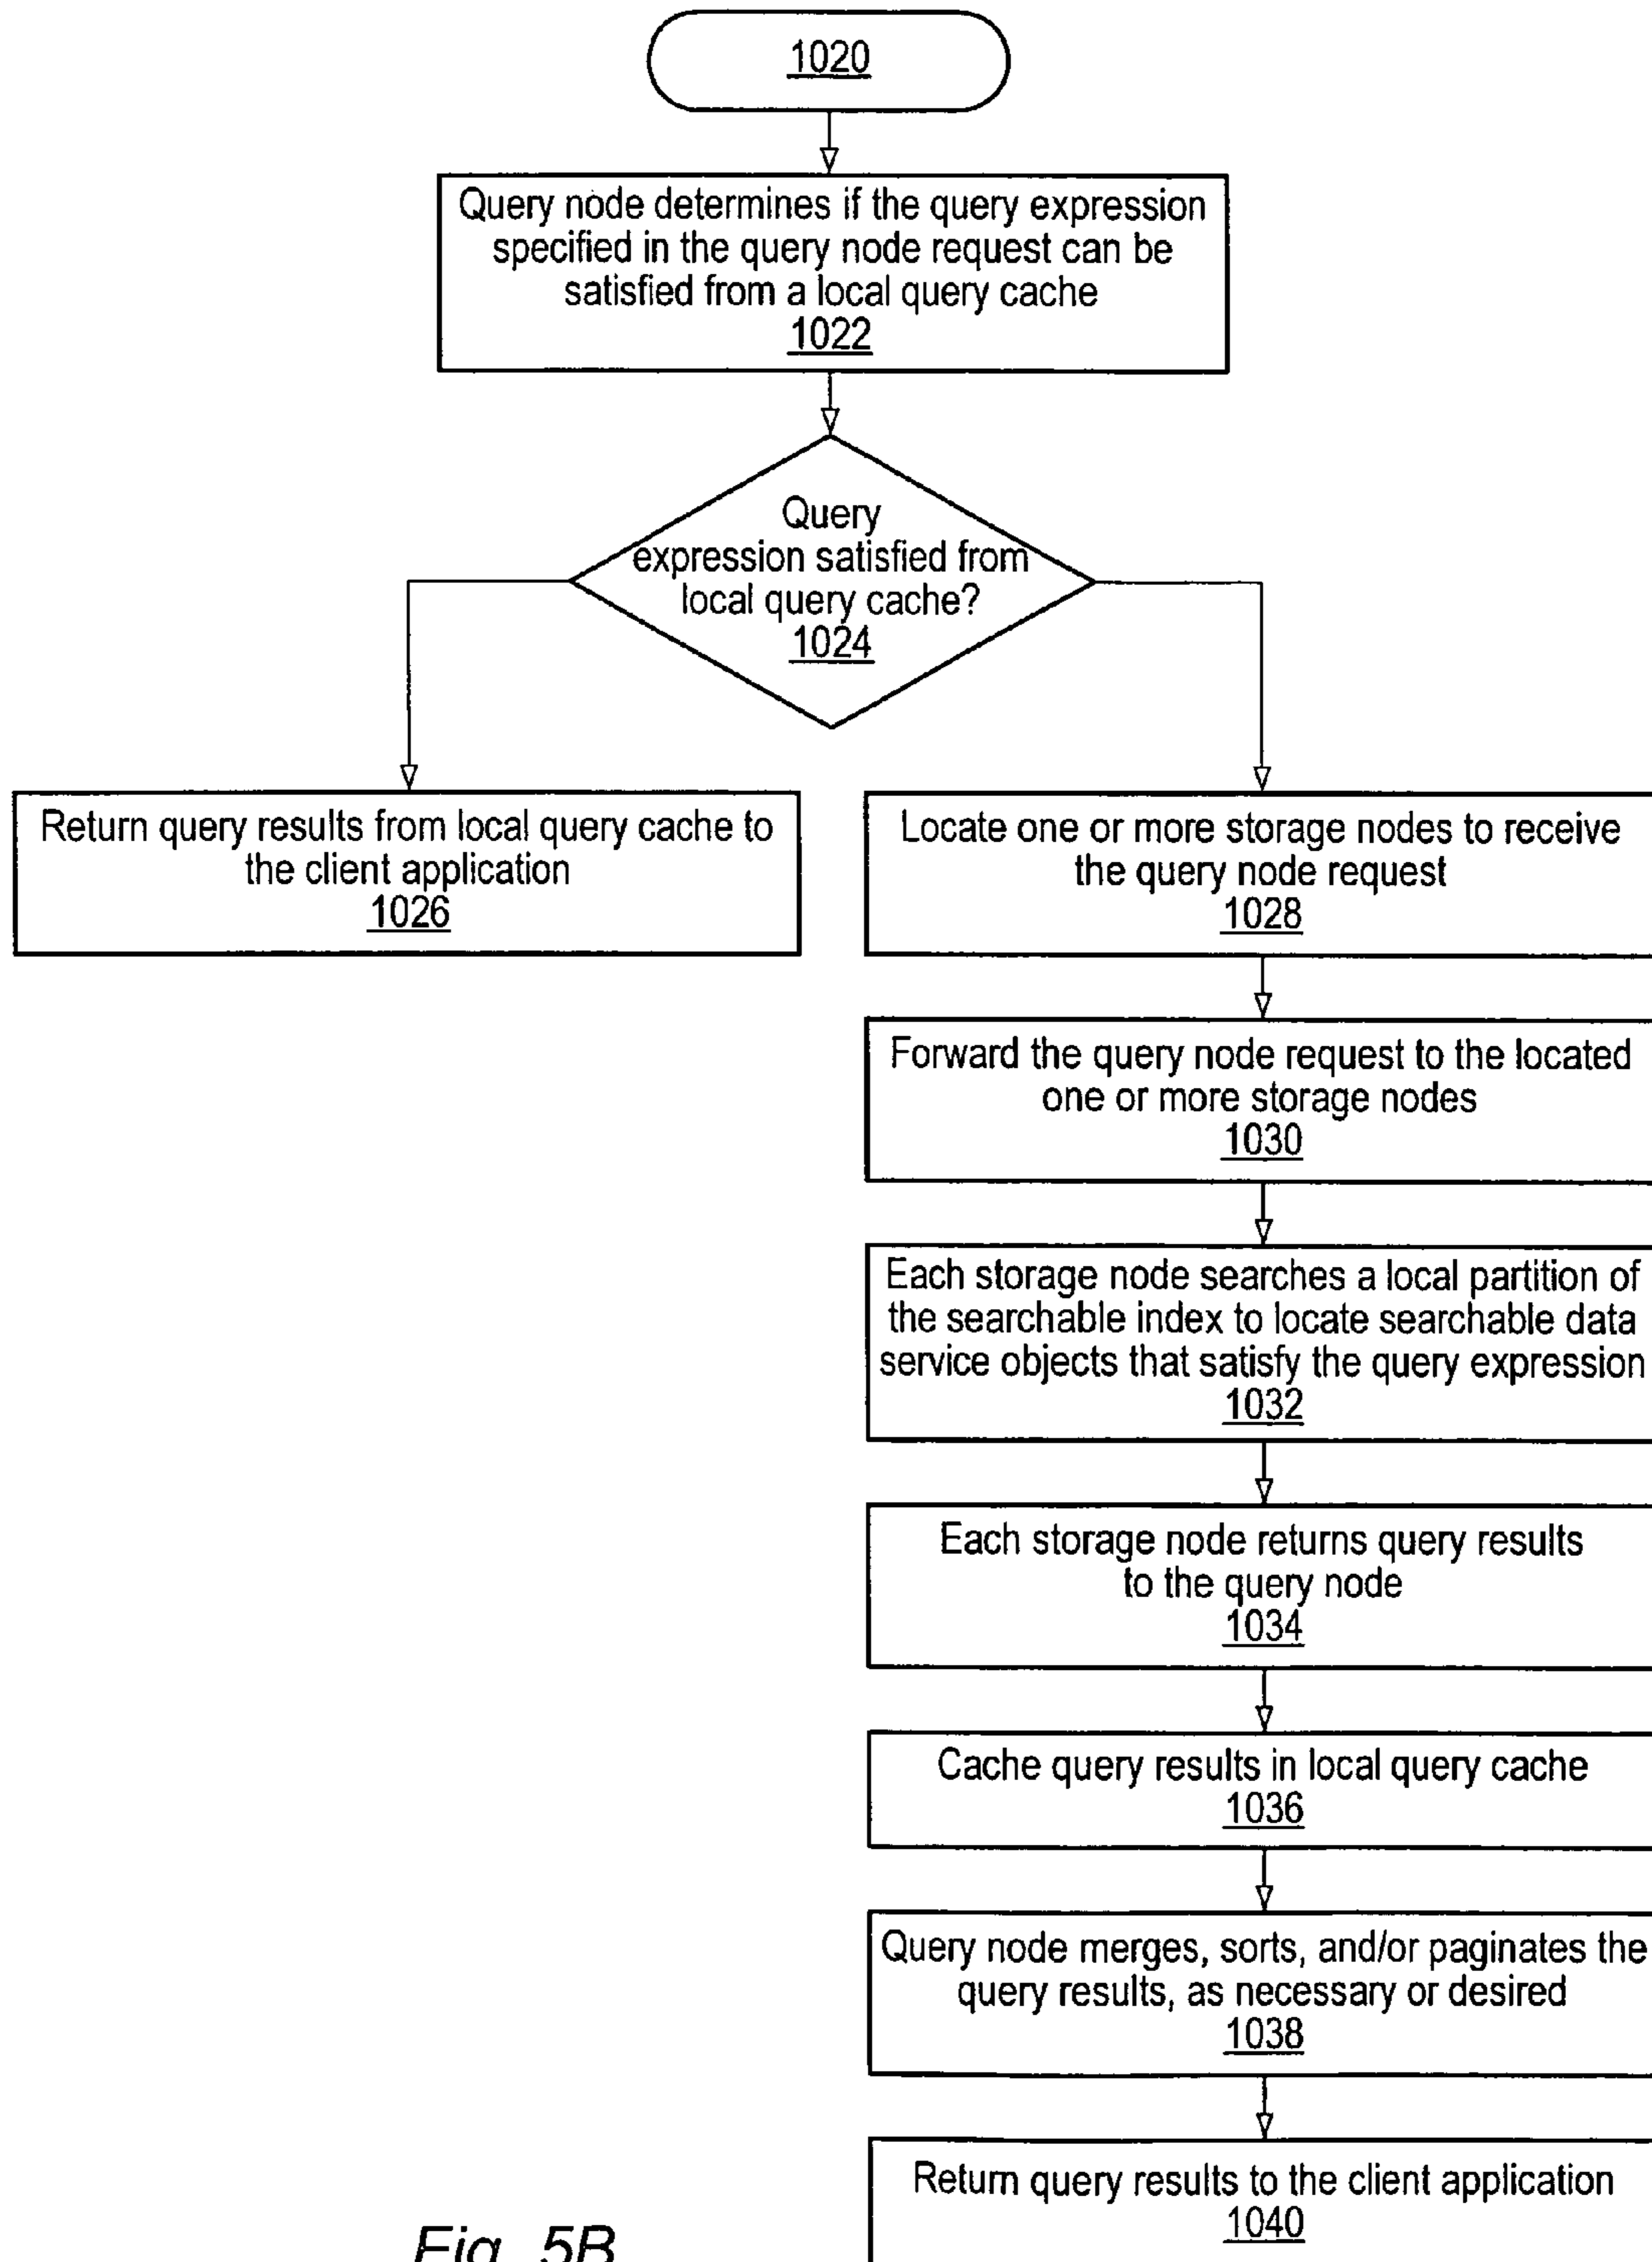 1020
Query node determines if the query expression
specified in the query node request can be
satisfied from a local query cache
1022
Query
expression satisfied from
local query cache?
1024
Return query results from local query cache to
the client application
1026
Locate one or more storage nodes to receive
the query node request
1028
Forward the query node request to the located
one or more storage nodes
1030
Each storage node searches a local partition of
the searchable index to locate searchable data
service objects that satisfy the query expression
1032
Each storage node returns query results
to the query node
1034
Cache query results in local query cache
1036
Query node merges, sorts, and/or paginates the
query results, as necessary or desired
1038
Return query results to the client application
1040
Fig. 5B